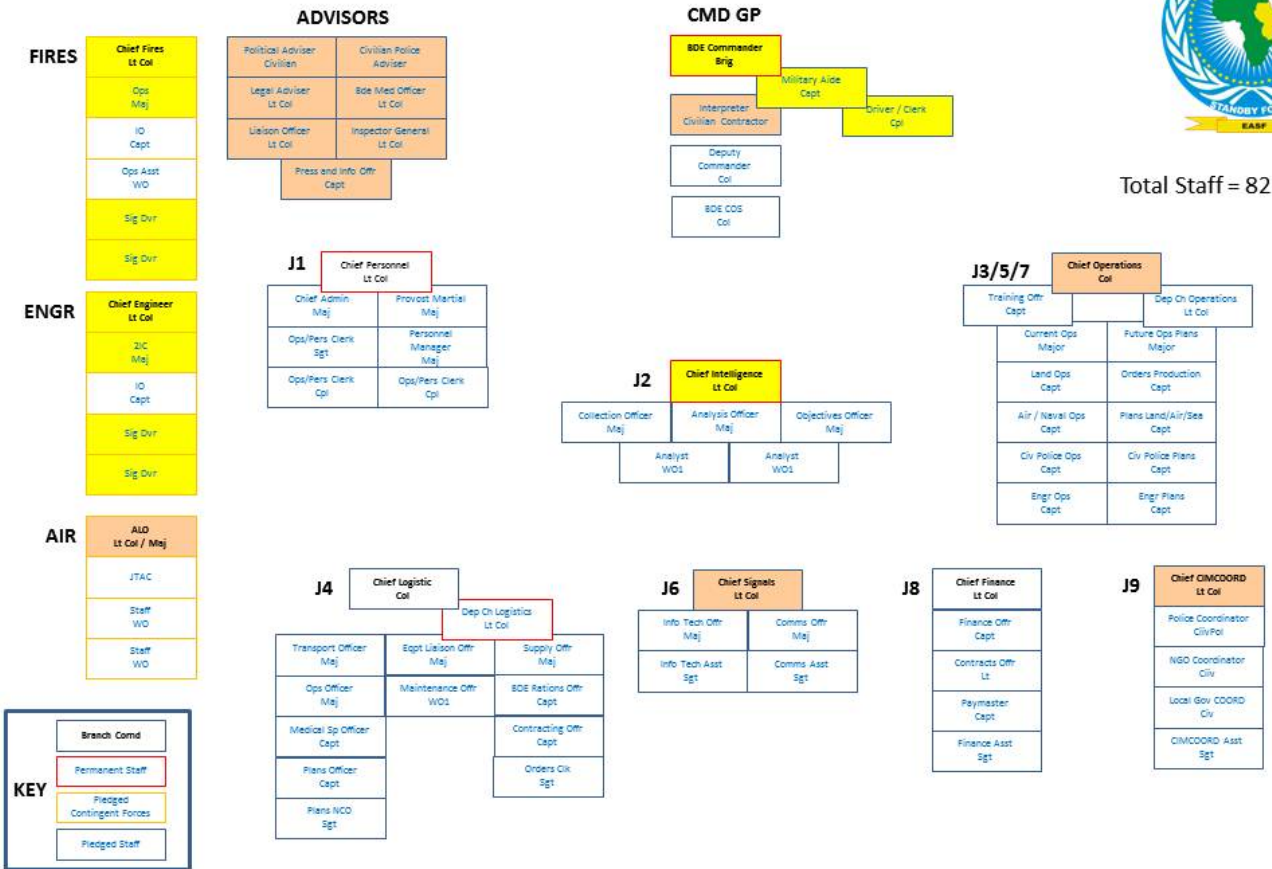 ADVISORS
CMD GP
FIRES
Chief Fires
Lt Col
Ops
Maj
IO
Capt
Ops Asst
WO
Sig Dvr
Sig Dvr
Political Adviser
Civilian
Civilian Police
Adviser
Legal Adviser
Lt Col
Bde Med Officer
Lt Col
Liaison Officer
Lt Col
Inspector General
Lt Col
Press and Info Offr
Capt
BDE Commander
Brig
Military Aide
Capt
Driver / Clerk
Cpl
Interpreter
Civilian Contractor
Deputy
Commander
Col
BDE COS
Col
STANDBY FO
EASF
Total Staff = 82
ENGR
Chief Engineer
Lt Col
2IC
Maj
IO
Capt
Sig Dvr
Sig Dvr
J1
Chief Personnel
Lt Col
Chief Admin
Maj
Provost Martial
Maj
Ops/Pers Clerk
Sgt
Personnel
Manager
Maj
Ops/Pers Clerk
Cpl
Ops/Pers Clerk
Cpl
J2
Chief Intelligence
Lt Col
Collection Officer
Maj
Analysis Officer
Maj
Objectives Officer
Maj
Analyst
WO1
Analyst
WO1
J3/5/7
Chief Operations
Col
Training Offr
Capt
Dep Ch Operations
Lt Col
Current Ops
Major
Future Ops Plans
Major
Land Ops
Capt
Orders Production
Capt
Air / Naval Ops
Capt
Plans Land/Air/Sea
Capt
Civ Police Ops
Capt
Civ Police Plans
Capt
Engr Ops
Capt
Engr Plans
Capt
AIR
ALO
Lt Col / Maj
JTAC
Staff
WO
Staff
WO
J4
Chief Logistic
Col
Dep Ch Logistics
Lt Col
Transport Officer
Maj
Eqpt Liaison Offr
Maj
Supply Offr
Maj
Ops Officer
Maj
Maintenance Offr
WO1
BDE Rations Offr
Capt
Medical Sp Officer
Capt
Contracting Offr
Capt
Plans Officer
Capt
Orders Clk
Sgt
Plans NCO
Sgt
J6
Chief Signals
Lt Col
Info Tech Offr
Maj
Comms Offr
Maj
Info Tech Asst
Sgt
Comms Asst
Sgt
J8
Chief Finance
Lt Col
Finance Offr
Capt
Contracts Offr
Lt
Paymaster
Capt
Finance Asst
Sgt
J9
Chief CIMCOORD
Lt Col
Police Coordinator
CiivPol
NGO Coordinator
Ciiv
Local Gov COORD
Civ
CIMCOORD Asst
Sgt
KEY
Branch Comd
Permanent Staff
Pledged
Contingent Forces
Pledged Staff